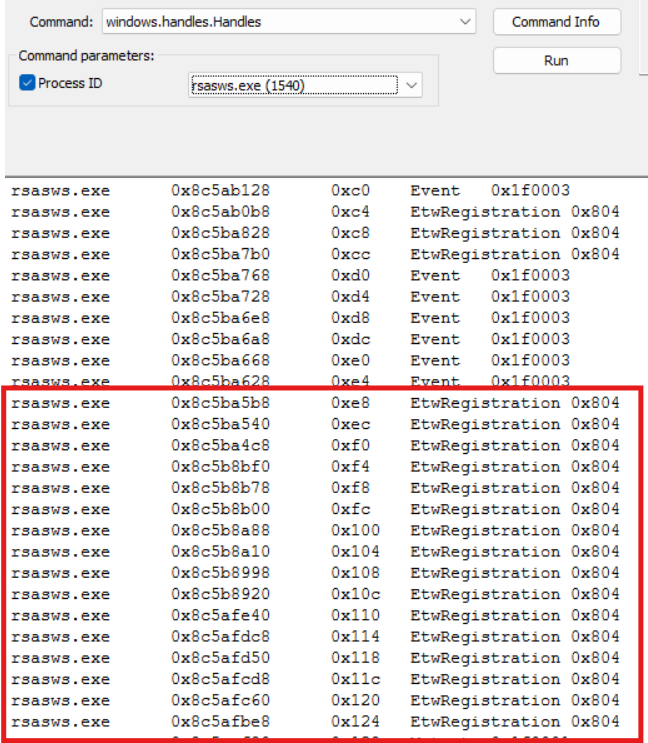 Command: windows.handles.Handles Command Info
Command parameters: Run
Process ID rsasws.exe (1540)
rsasws.exe 0x8c5ab128 0xc0 Event 0x1f0003
rsasws.exe 0x8c5ab0b8 0xc4 EtwRegistration 0x804
rsasws.exe 0x8c5ba828 0xc8 EtwRegistration 0x804
rsasws.exe 0x8c5ba7b0 0xcc EtwRegistration 0x804
rsasws.exe 0x8c5ba768 0xd0 Event 0x1f0003
rsasws.exe 0x8c5ba728 0xd4 Event 0x1f0003
rsasws.exe 0x8c5ba6e8 0xd8 Event 0x1f0003
rsasws.exe 0x8c5ba6a8 0xdc Event 0x1f0003
rsasws.exe 0x8c5ba668 0xe0 Event 0x1f0003
rsasws.exe 0x8c5ba628 0xe4 Event 0x1f0003
rsasws.exe 0x8c5ba5b8 0xe8 EtwRegistration 0x804
rsasws.exe 0x8c5ba540 0xec EtwRegistration 0x804
rsasws.exe 0x8c5ba4c8 0xf0 EtwRegistration 0x804
rsasws.exe 0x8c5b8bf0 0xf4 EtwRegistration 0x804
rsasws.exe 0x8c5b8b78 0xf8 EtwRegistration 0x804
rsasws.exe 0x8c5b8b00 0xfc EtwRegistration 0x804
rsasws.exe 0x8c5b8a88 0x100 EtwRegistration 0x804
rsasws.exe 0x8c5b8a10 0x104 EtwRegistration 0x804
rsasws.exe 0x8c5b8998 0x108 EtwRegistration 0x804
rsasws.exe 0x8c5b8920 0x10c EtwRegistration 0x804
rsasws.exe 0x8c5afe40 0x110 EtwRegistration 0x804
rsasws.exe 0x8c5afdc8 0x114 EtwRegistration 0x804
rsasws.exe 0x8c5afd50 0x118 EtwRegistration 0x804
rsasws.exe 0x8c5afcd8 0x11c EtwRegistration 0x804
rsasws.exe 0x8c5afc60 0x120 EtwRegistration 0x804
rsasws.exe 0x8c5afbe8 0x124 EtwRegistration 0x804